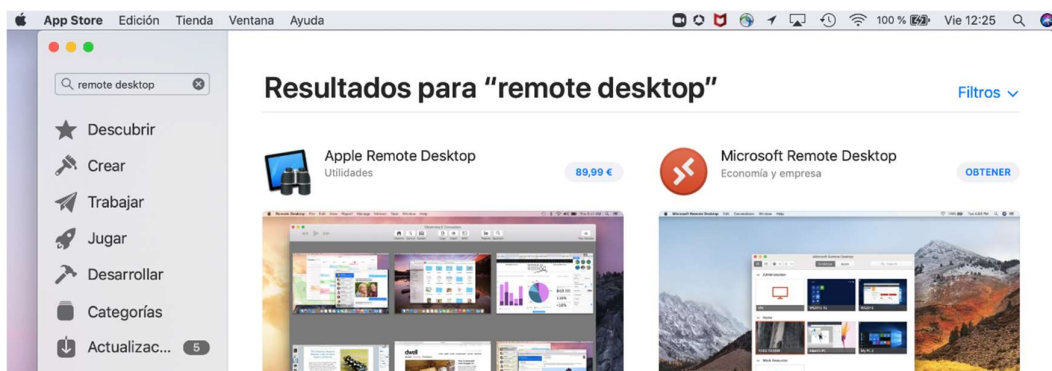 App Store Edición Tienda Ventana Ayuda 100 % Vie 12:25
remote desktop
Resultados para “remote desktop”
Filtros
Descubrir
Crear
Trabajar
Jugar
Desarrollar
Categorías
Actualizac... 5
Apple Remote Desktop
Utilidades
89,99 €
Microsoft Remote Desktop
Economía y empresa
OBTENER
dwell